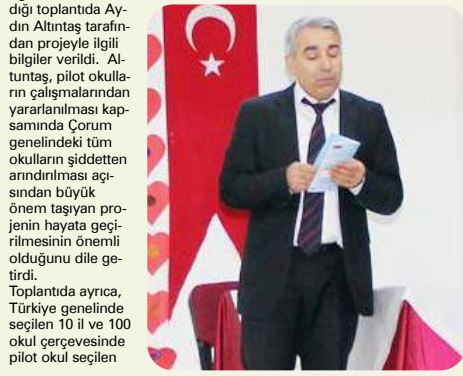 dığı toplantıda Ay-
dın Altıntaş tarafın-
dan projeyle ilgili
bilgiler verildi. Al-
tuntaş, pilot okulla-
rın çalışmalarından
yararlanılması kap-
samında Çorum
genelindeki tüm
okulların şiddetten
arındırılması açı-
sından büyük
önem taşıyan pro-
jenin hayata geçi-
rilmesinin önemli
olduğunu dile ge-
tirdi.
Toplantıda ayrıca,
Türkiye genelinde
seçilen 10 il ve 100
okul çerçevesinde
pilot okul seçilen